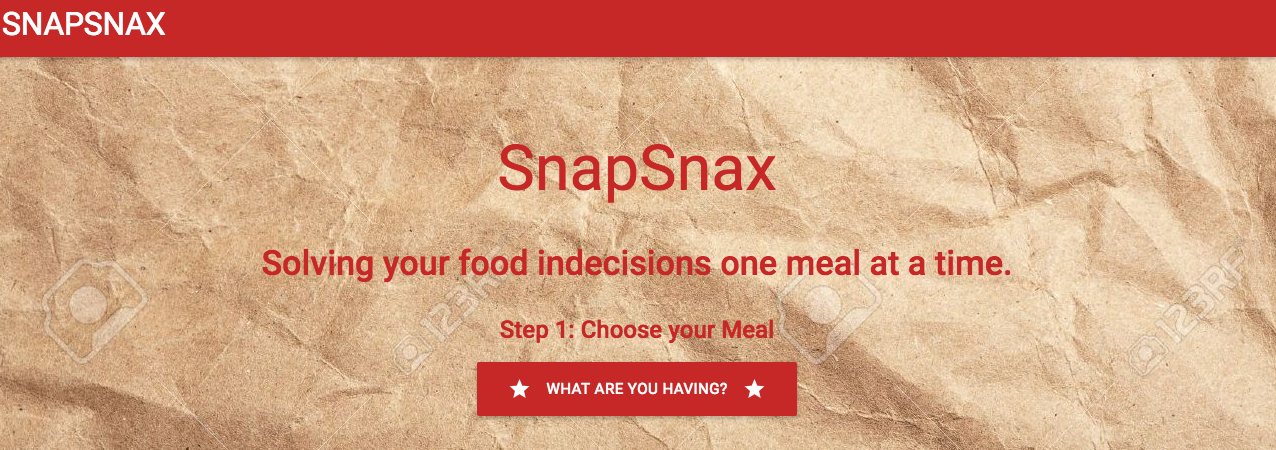 SNAPSNAX
SnapSnax
Solving your food indecisions one meal at a time.
Step 1: Choose your Meal
WHAT ARE YOU HAVING?
123RF
123RF